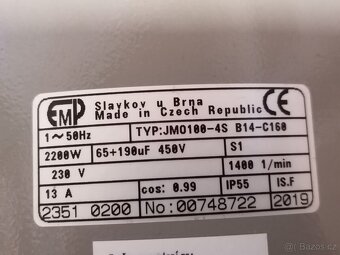 EMP
Slavkov u Brna
Made in Czech Republic CE
1~50Hz TYP:JMO100-4S B14-C160
2200W 65+190uF 450V S1
230 V 1400 1/min
13 A cos: 0.99 IP55 IS.F
2351 0200 No:00748722 2019
bazos.cz